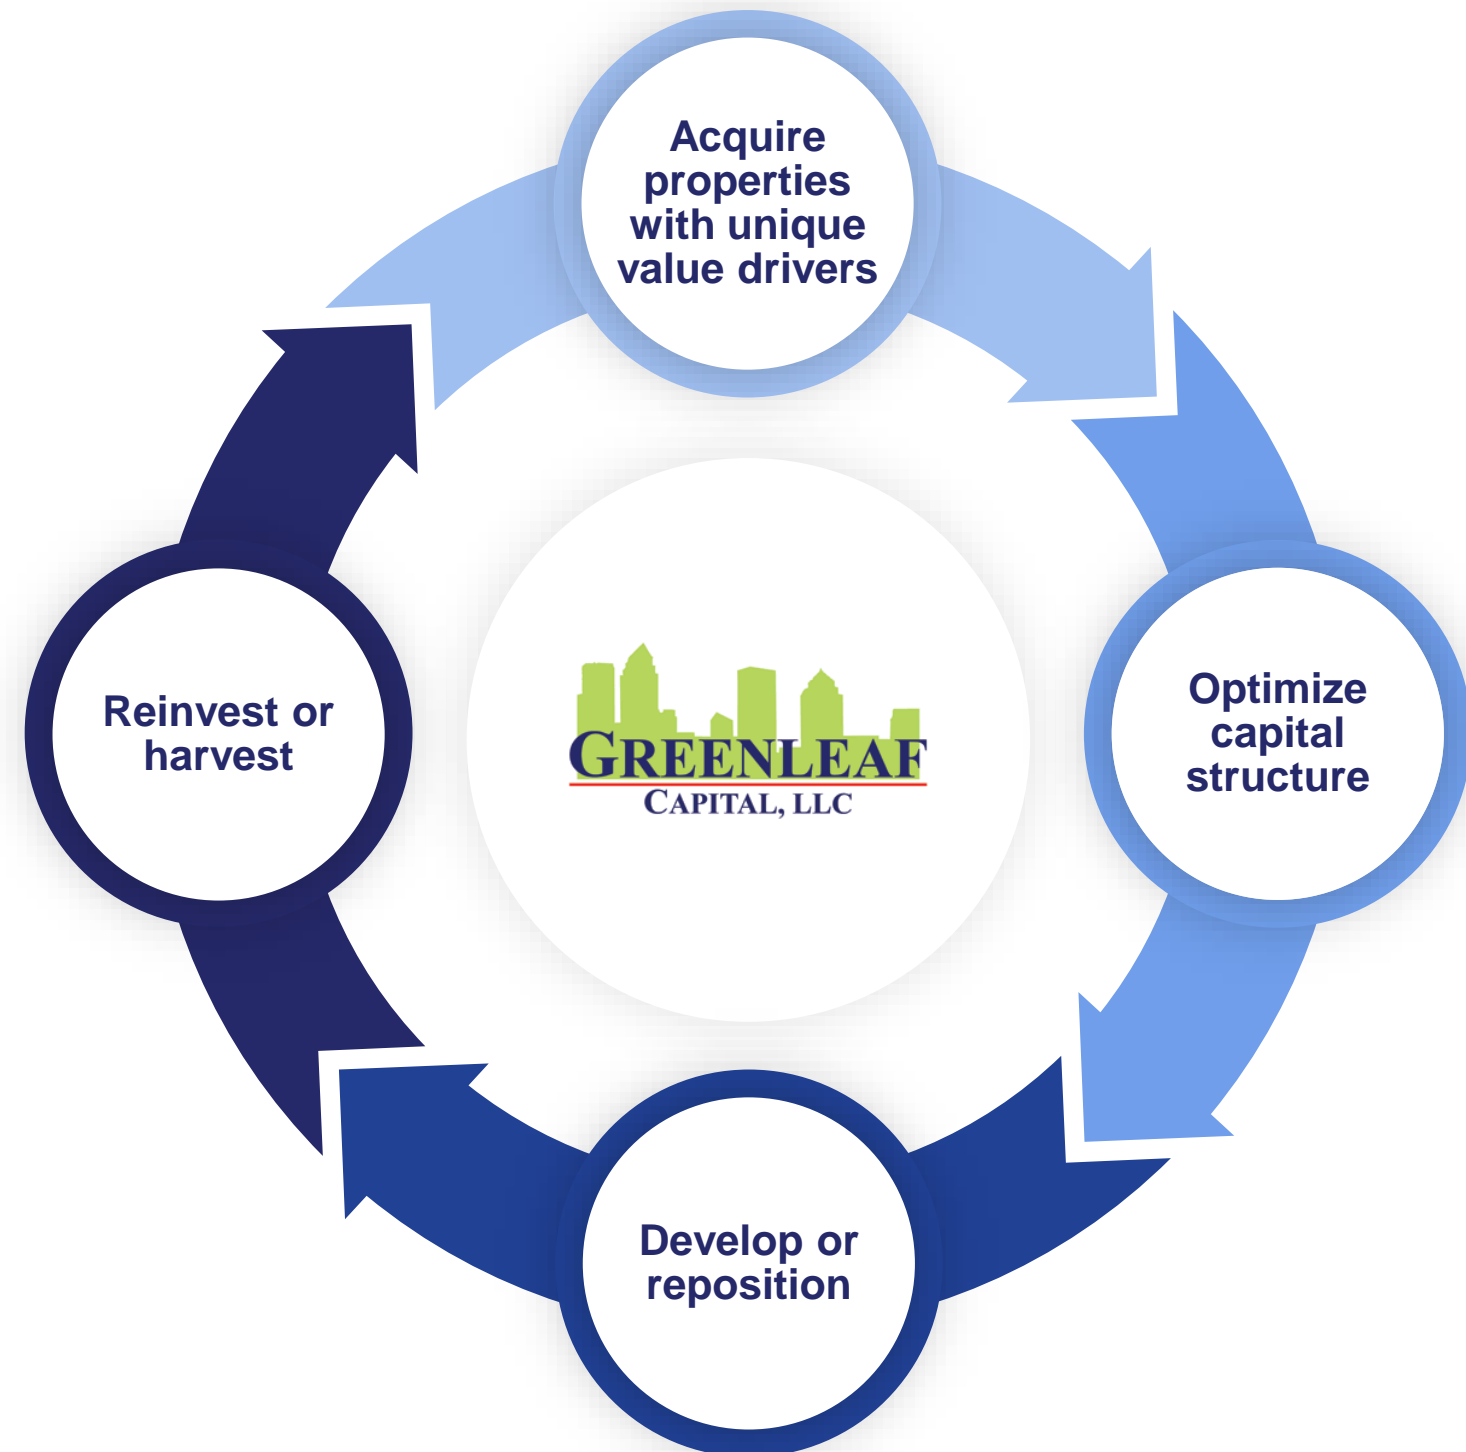 Acquire
properties
with unique
value drivers
Optimize
capital
structure
Develop or
reposition
Reinvest or
harvest
GREENLEAF
CAPITAL, LLC